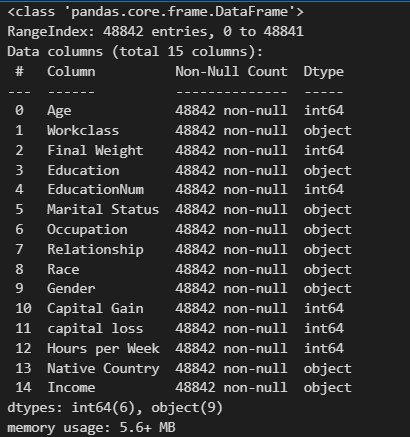 <class 'pandas.core.frame.DataFrame'>
RangeIndex: 48842 entries, 0 to 48841
Data columns (total 15 columns):
 #   Column          Non-Null Count  Dtype
---  ------          --------------  -----
 0   Age             48842 non-null  int64
 1   Workclass       48842 non-null  object
 2   Final Weight    48842 non-null  int64
 3   Education       48842 non-null  object
 4   EducationNum    48842 non-null  int64
 5   Marital Status  48842 non-null  object
 6   Occupation      48842 non-null  object
 7   Relationship    48842 non-null  object
 8   Race            48842 non-null  object
 9   Gender          48842 non-null  object
 10  Capital Gain    48842 non-null  int64
 11  capital loss    48842 non-null  int64
 12  Hours per Week  48842 non-null  int64
 13  Native Country  48842 non-null  object
 14  Income          48842 non-null  object
dtypes: int64(6), object(9)
memory usage: 5.6+ MB